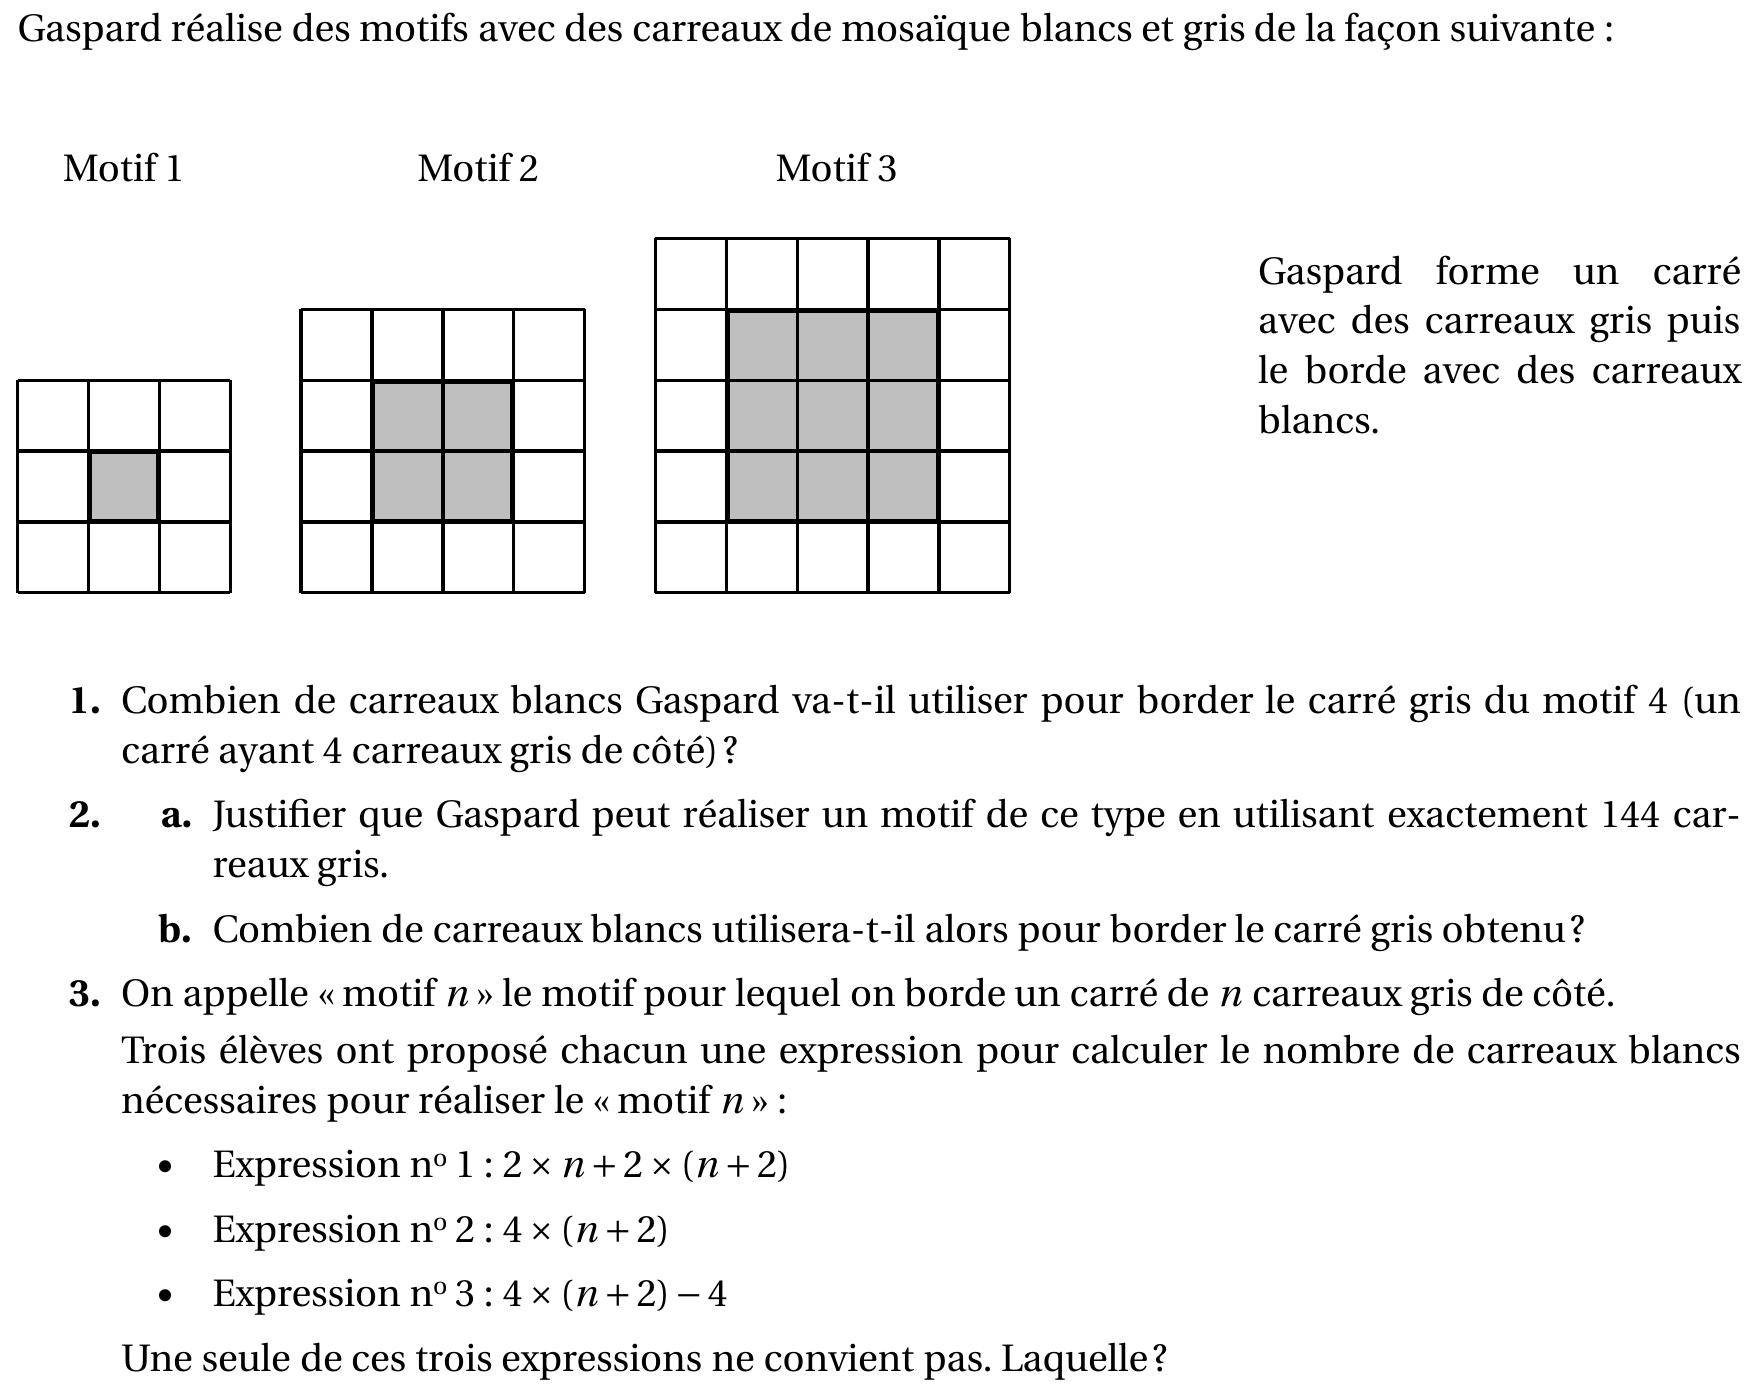 Gaspard réalise des motifs avec des carreaux de mosaïque blancs et gris de la façon suivante :
Motif 1 Motif 2 Motif 3
Gaspard forme un carré
avec des carreaux gris puis
le borde avec des carreaux
blancs.
1. Combien de carreaux blancs Gaspard va-t-il utiliser pour border le carré gris du motif 4 (un
carré ayant 4 carreaux gris de côté) ?
2. a. Justifier que Gaspard peut réaliser un motif de ce type en utilisant exactement 144 car-
reaux gris.
b. Combien de carreaux blancs utilisera-t-il alors pour border le carré gris obtenu ?
3. On appelle « motif n » le motif pour lequel on borde un carré de n carreaux gris de côté.
Trois élèves ont proposé chacun une expression pour calculer le nombre de carreaux blancs
nécessaires pour réaliser le « motif n » :
• Expression nº 1 : 2 × n + 2 × (n + 2)
• Expression nº 2 : 4 × (n + 2)
• Expression nº 3 : 4 × (n + 2) − 4
Une seule de ces trois expressions ne convient pas. Laquelle ?